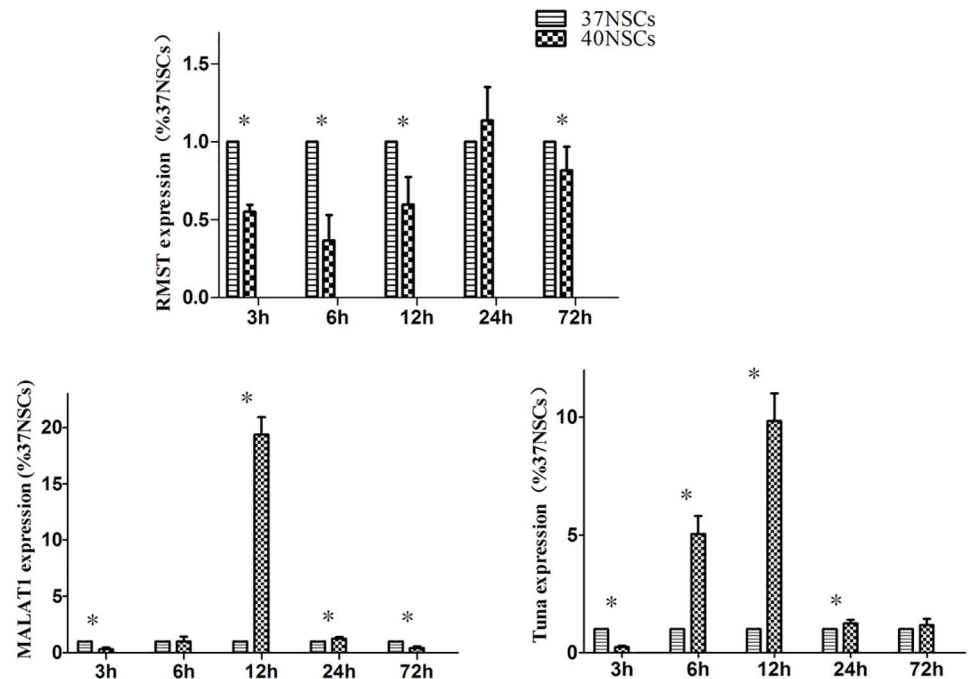 37NSCs
40NSCs
RMST expression (%37NSCs)
1.5
1.0
0.5
0.0
* * * *
3h 6h 12h 24h 72h
MALAT1 expression (%37NSCs)
20
15
10
5
0
* * * *
3h 6h 12h 24h 72h
Tuna expression (%37NSCs)
10
5
0
* * * *
3h 6h 12h 24h 72h